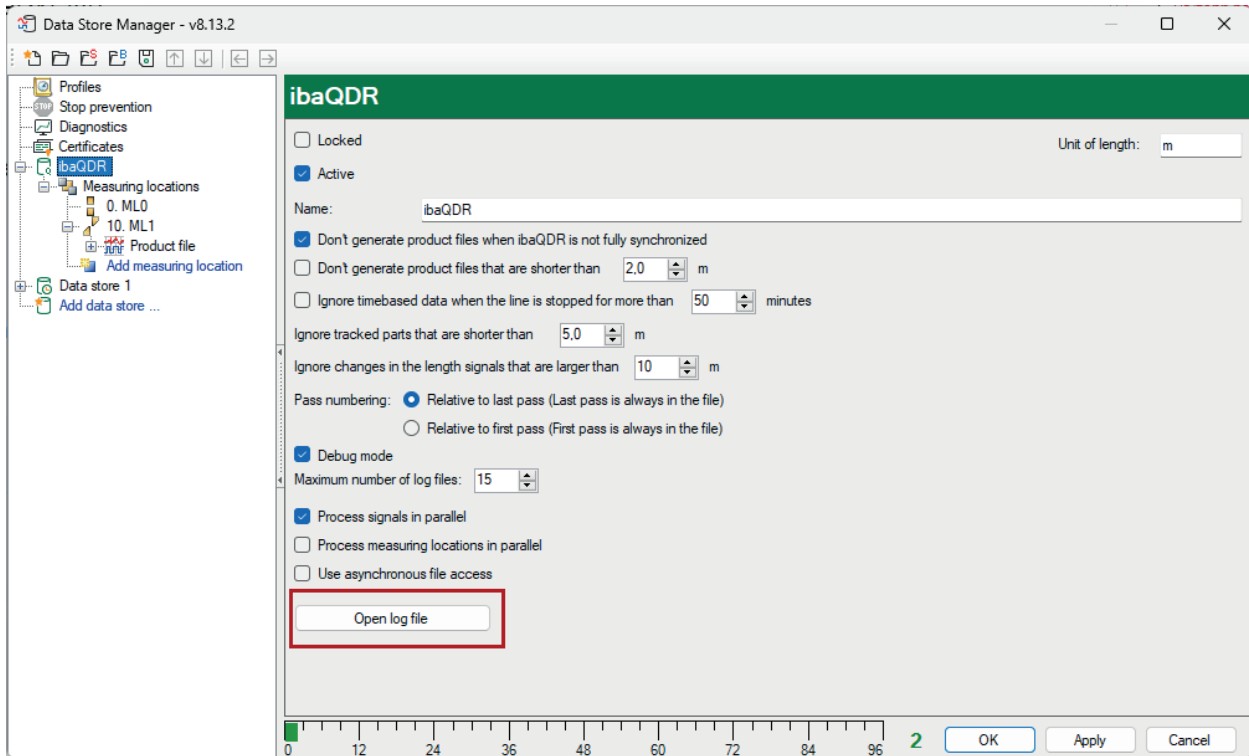 Data Store Manager - v8.13.2
Profiles
STOP
Stop prevention
Diagnostics
Certificates
ibaQDR
Measuring locations
0. ML0
10. ML1
Product file
Add measuring location
Data store 1
Add data store ...
ibaQDR
Locked
Unit of length: m
Active
Name: ibaQDR
Don't generate product files when ibaQDR is not fully synchronized
Don't generate product files that are shorter than 2,0 m
Ignore timebased data when the line is stopped for more than 50 minutes
Ignore tracked parts that are shorter than 5,0 m
Ignore changes in the length signals that are larger than 10 m
Pass numbering: Relative to last pass (Last pass is always in the file)
Relative to first pass (First pass is always in the file)
Debug mode
Maximum number of log files: 15
Process signals in parallel
Process measuring locations in parallel
Use asynchronous file access
Open log file
0 12 24 36 48 60 72 84 96 2 OK Apply Cancel